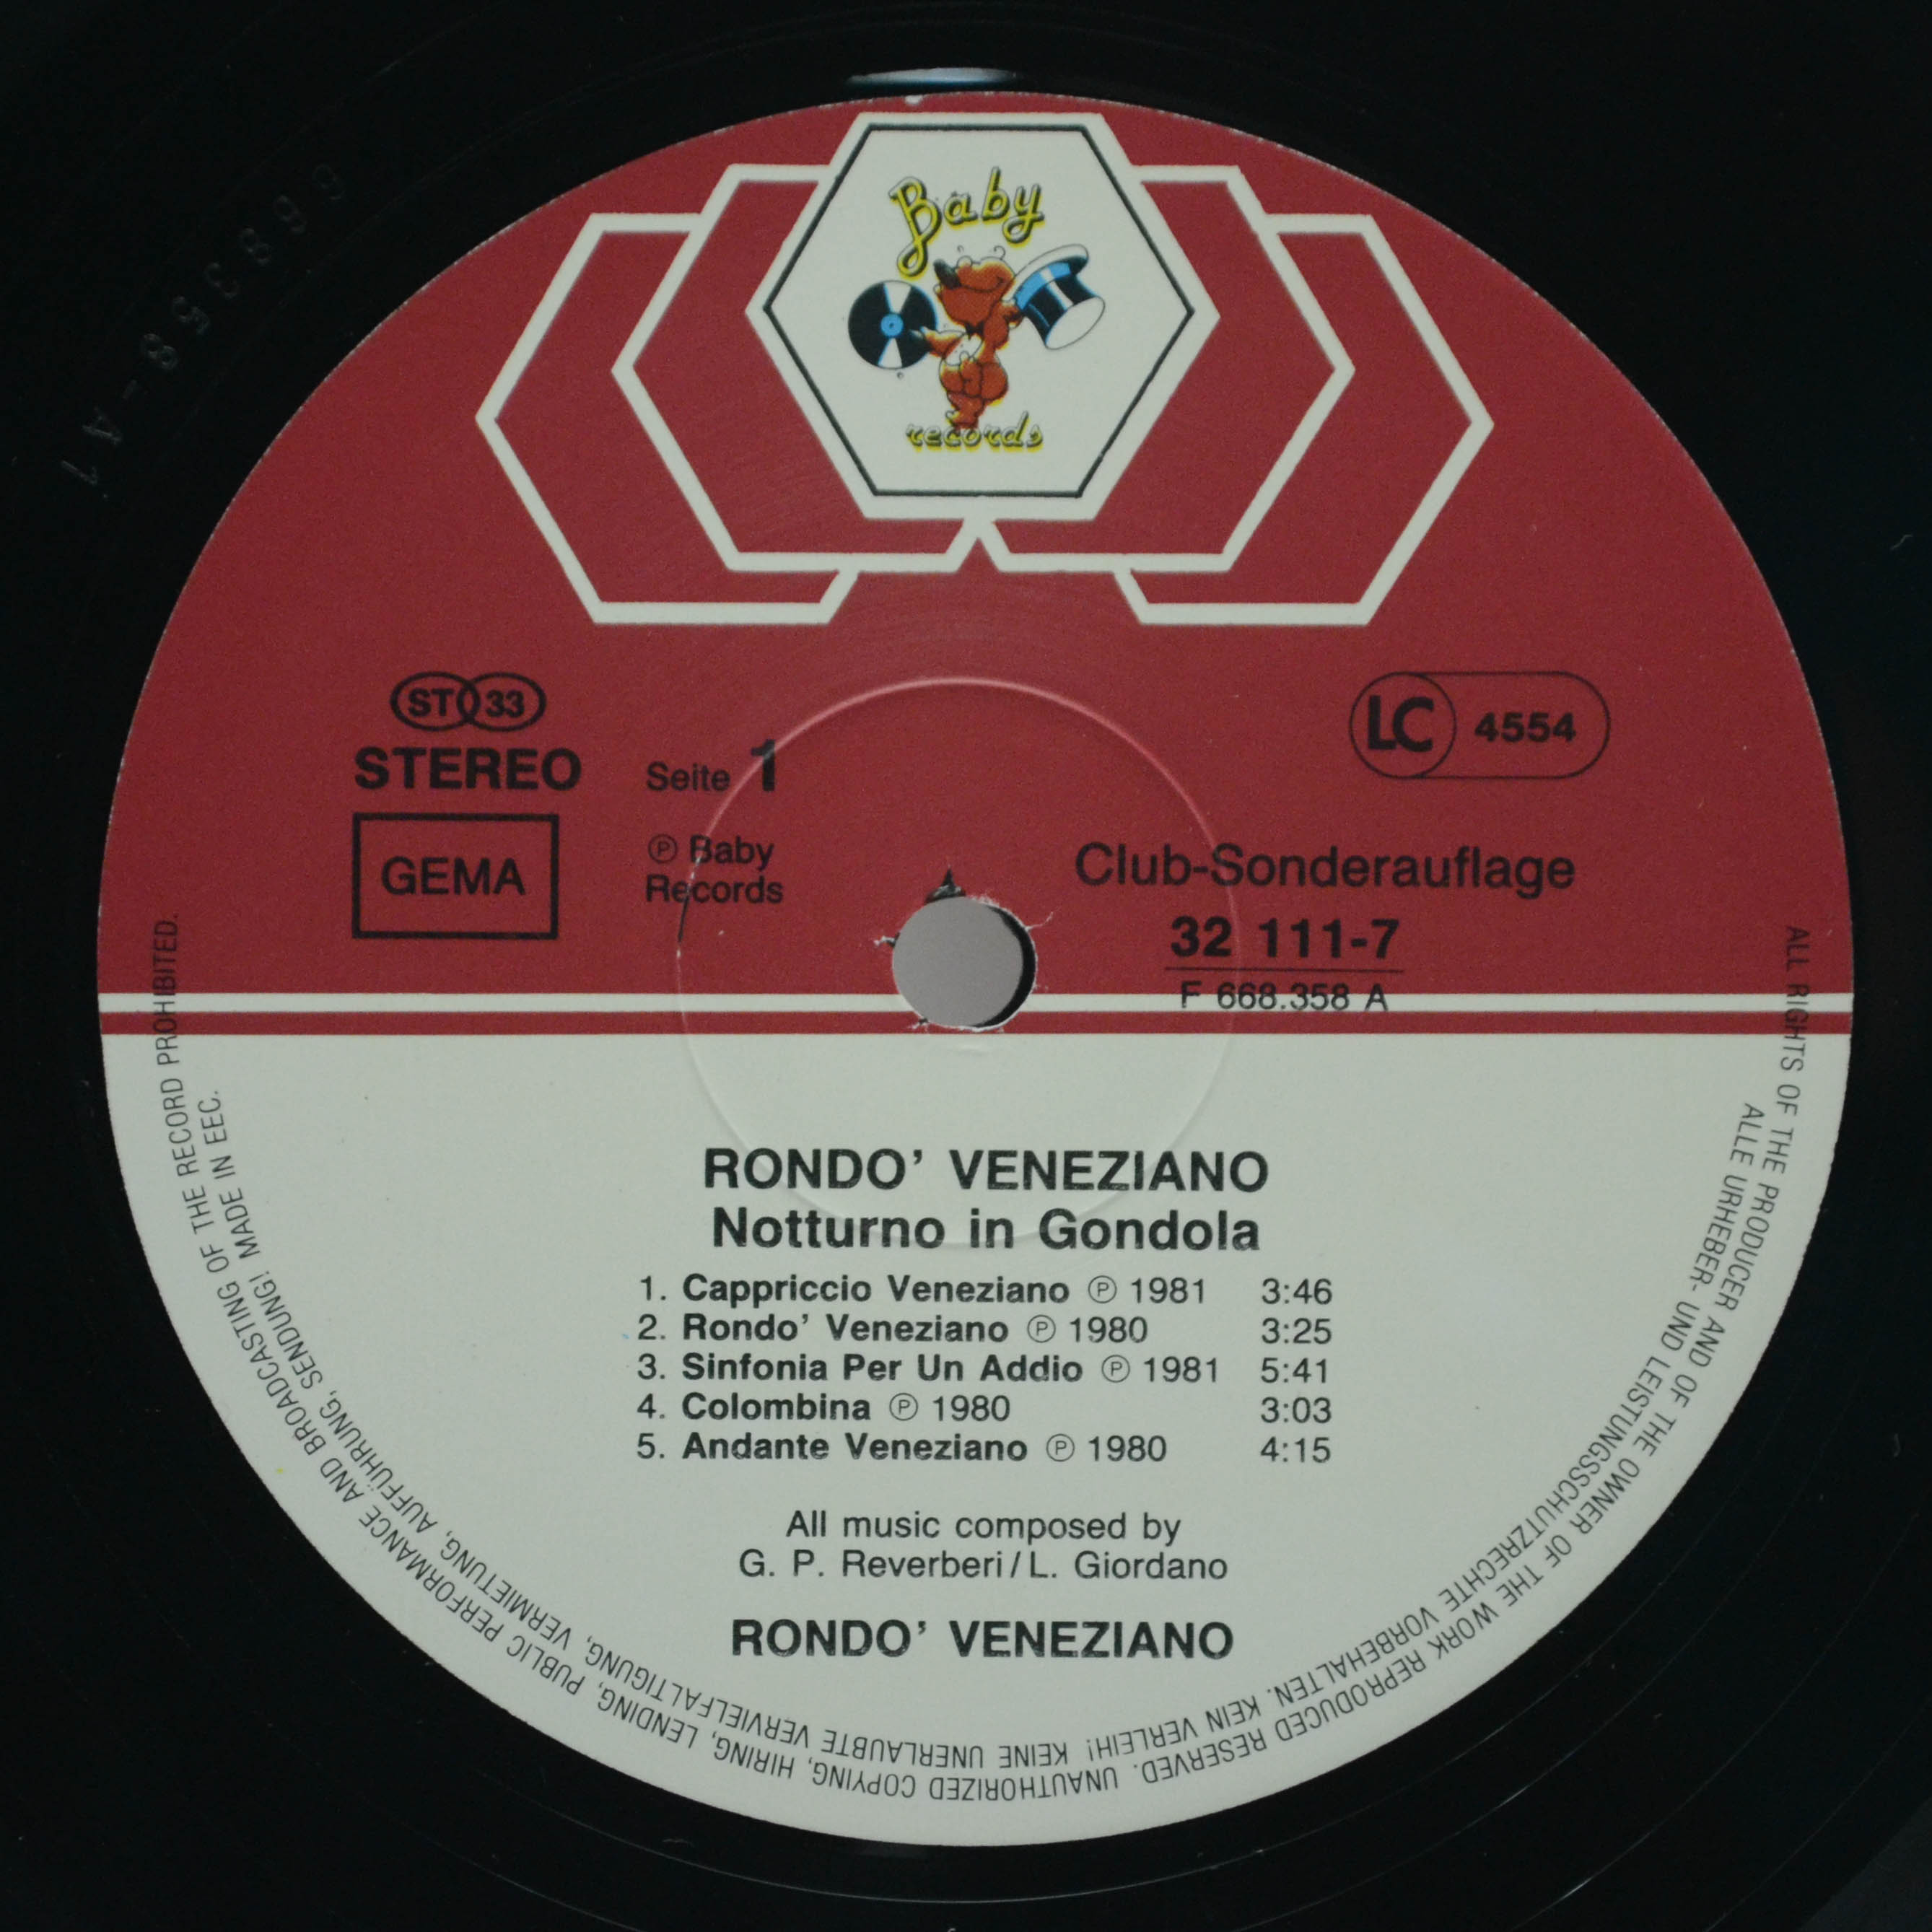 Baby
records
ST 33
STEREO
GEMA
Seite 1
℗ Baby
Records
LC 4554
Club-Sonderauflage
32 111-7
F 668.358 A
RONDO’ VENEZIANO
Notturno in Gondola
1. Cappriccio Veneziano ℗ 1981 3:46
2. Rondo’ Veneziano ℗ 1980 3:25
3. Sinfonia Per Un Addio ℗ 1981 5:41
4. Colombina ℗ 1980 3:03
5. Andante Veneziano ℗ 1980 4:15
All music composed by
G. P. Reverberi / L. Giordano
RONDO’ VENEZIANO
ALL RIGHTS OF THE PRODUCER AND OF THE OWNER OF THE WORK REPRODUCED RESERVED. UNAUTHORIZED COPYING, HIRING, LENDING, PUBLIC PERFORMANCE AND BROADCASTING OF THE RECORD PROHIBITED.
ALLE URHEBER- UND LEISTUNGSSCHUTZRECHTE VORBEHALTEN. KEIN VERLEIH! KEINE UNERLAUBTE VERVIELFALTIGUNG, VERMIETUNG, AUFFÜHRUNG, SENDUNG! MADE IN EEC.